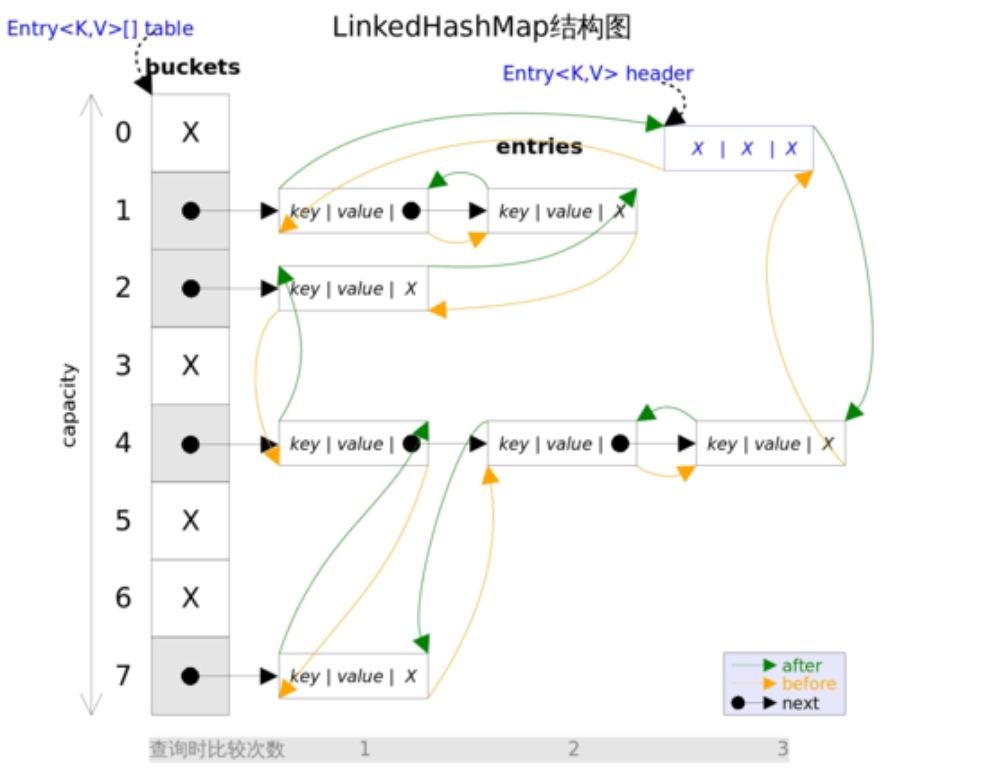 LinkedHashMap结构图
Entry<K,V>[] table
buckets
Entry<K,V> header
entries
X | X | X
capacity
0 X
1 key | value | key | value | X
2 key | value | X
3 X
4 key | value | key | value | key | value | X
5 X
6 X
7 key | value | X
after
before
next
查询时比较次数 1 2 3